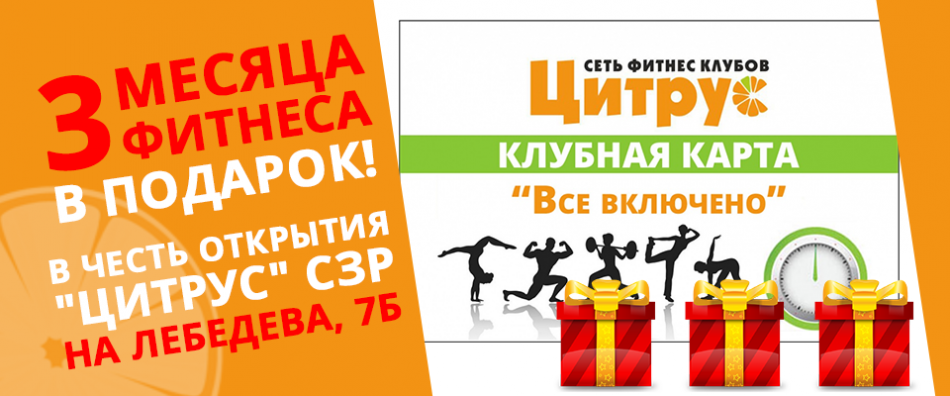 3 МЕСЯЦА
ФИТНЕСА
В ПОДАРОК!
В ЧЕСТЬ ОТКРЫТИЯ
"ЦИТРУС" СЗР
НА ЛЕБЕДЕВА, 7Б
СЕТЬ ФИТНЕС КЛУБОВ
Цитрус
КЛУБНАЯ КАРТА
“Все включено”